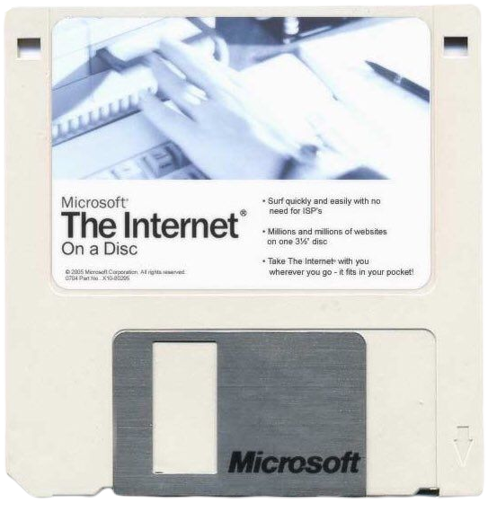 Microsoft®
The Internet®
On a Disc
© 2005 Microsoft Corporation. All rights reserved.
0704 Part No. X10-60295
• Surf quickly and easily with no
need for ISP's
• Millions and millions of websites
on one 3½" disc
• Take The Internet® with you
wherever you go - it fits in your pocket!
Microsoft